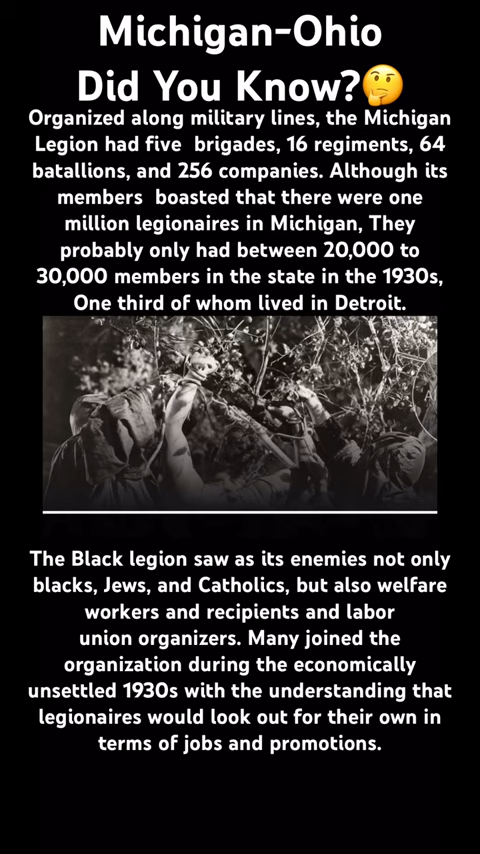 Michigan-Ohio
Did You Know?🤔
Organized along military lines, the Michigan
Legion had five brigades, 16 regiments, 64
batallions, and 256 companies. Although its
members boasted that there were one
million legionaires in Michigan, They
probably only had between 20,000 to
30,000 members in the state in the 1930s,
One third of whom lived in Detroit.
The Black legion saw as its enemies not only
blacks, Jews, and Catholics, but also welfare
workers and recipients and labor
union organizers. Many joined the
organization during the economically
unsettled 1930s with the understanding that
legionaires would look out for their own in
terms of jobs and promotions.